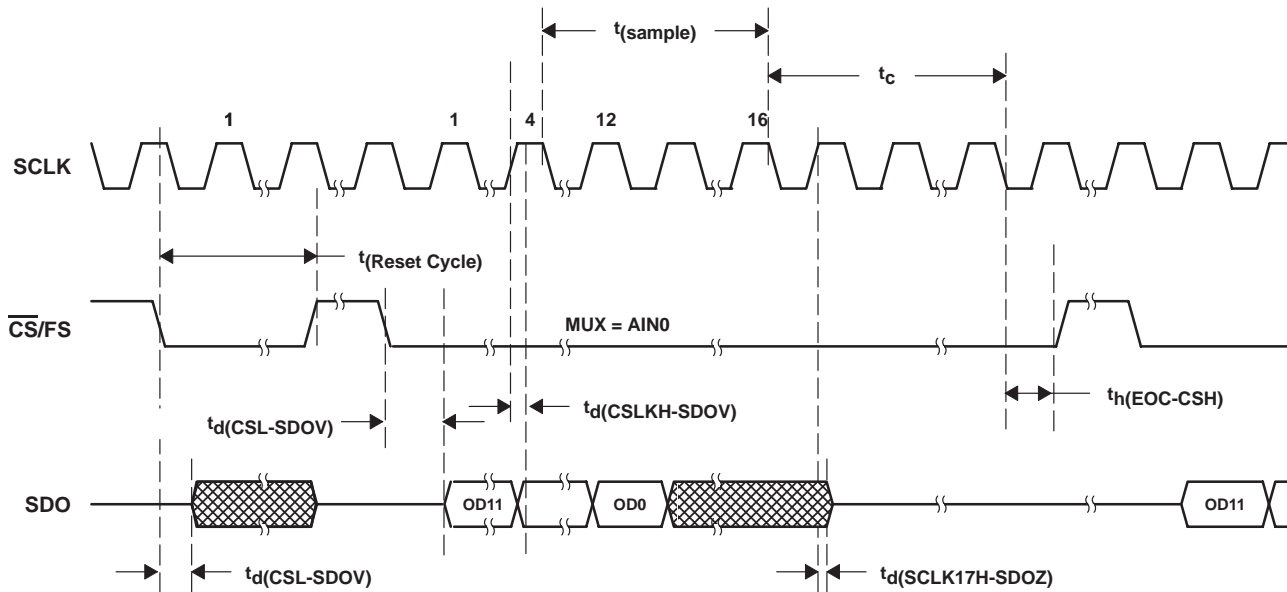 t(sample)
tc
1 1 4 12 16
SCLK
t(Reset Cycle)
CS/FS
MUX = AIN0
td(CSL-SDOV)
td(CSLKH-SDOV)
th(EOC-CSH)
SDO
OD11 OD0 OD11
td(CSL-SDOV)
td(SCLK17H-SDOZ)